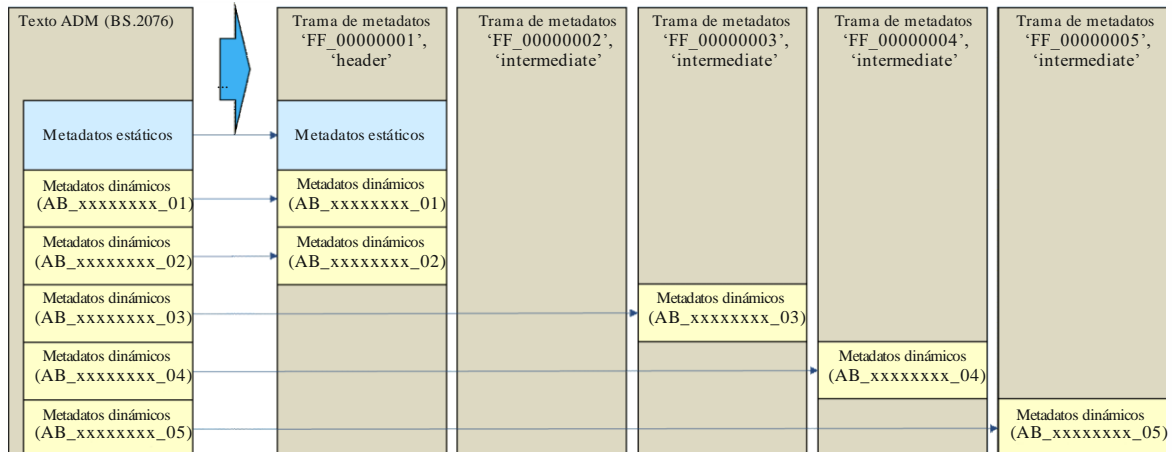 Texto ADM (BS.2076)
...
Trama de metadatos
‘FF_00000001’,
‘header’
Trama de metadatos
‘FF_00000002’,
‘intermediate’
Trama de metadatos
‘FF_00000003’,
‘intermediate’
Trama de metadatos
‘FF_00000004’,
‘intermediate’
Trama de metadatos
‘FF_00000005’,
‘intermediate’
Metadatos estáticos
Metadatos estáticos
Metadatos dinámicos
(AB_xxxxxxxx_01)
Metadatos dinámicos
(AB_xxxxxxxx_01)
Metadatos dinámicos
(AB_xxxxxxxx_02)
Metadatos dinámicos
(AB_xxxxxxxx_02)
Metadatos dinámicos
(AB_xxxxxxxx_03)
Metadatos dinámicos
(AB_xxxxxxxx_03)
Metadatos dinámicos
(AB_xxxxxxxx_04)
Metadatos dinámicos
(AB_xxxxxxxx_04)
Metadatos dinámicos
(AB_xxxxxxxx_05)
Metadatos dinámicos
(AB_xxxxxxxx_05)